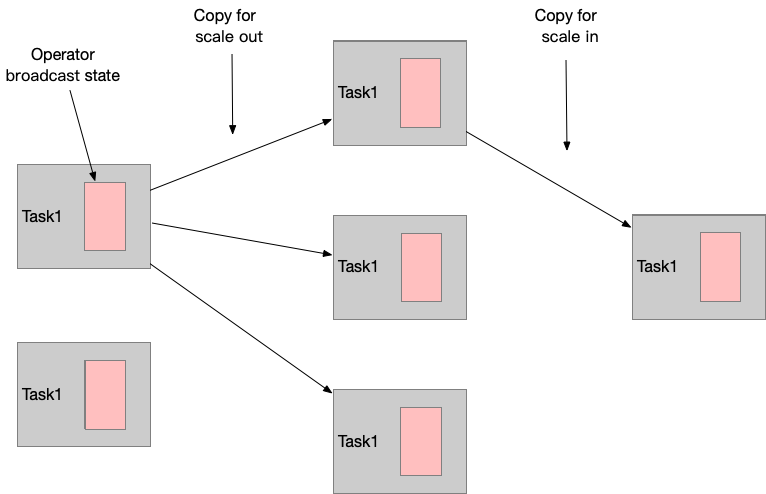 Copy for
scale out
Copy for
scale in
Operator
broadcast state
Task1
Task1
Task1
Task1
Task1
Task1